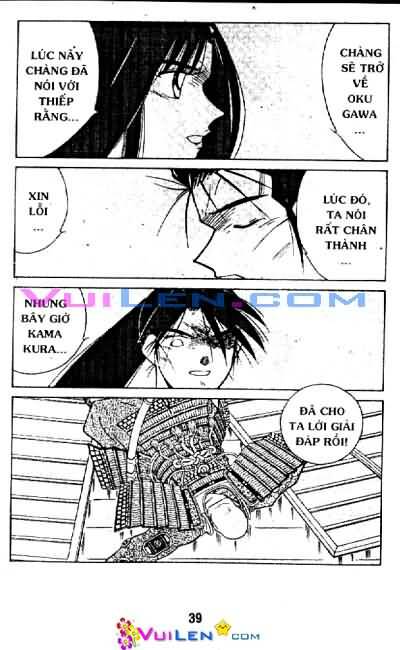 LÚC NẤY
CHÀNG ĐÃ
NÓI VỚI
THIẾP
RẰNG...
CHÀNG
SẼ TRỞ
VỀ
OKU
GAWA
...
XIN
LỖI
...
LÚC ĐÓ,
TA NÓI
RẤT CHÂN
THÀNH
VUILEN.COM
NHƯNG
BÂY GIỜ
KAMA
KURA...
ĐÃ CHO
TA LỜI GIẢI
ĐÁP RỒI!
39
VUILEN COM